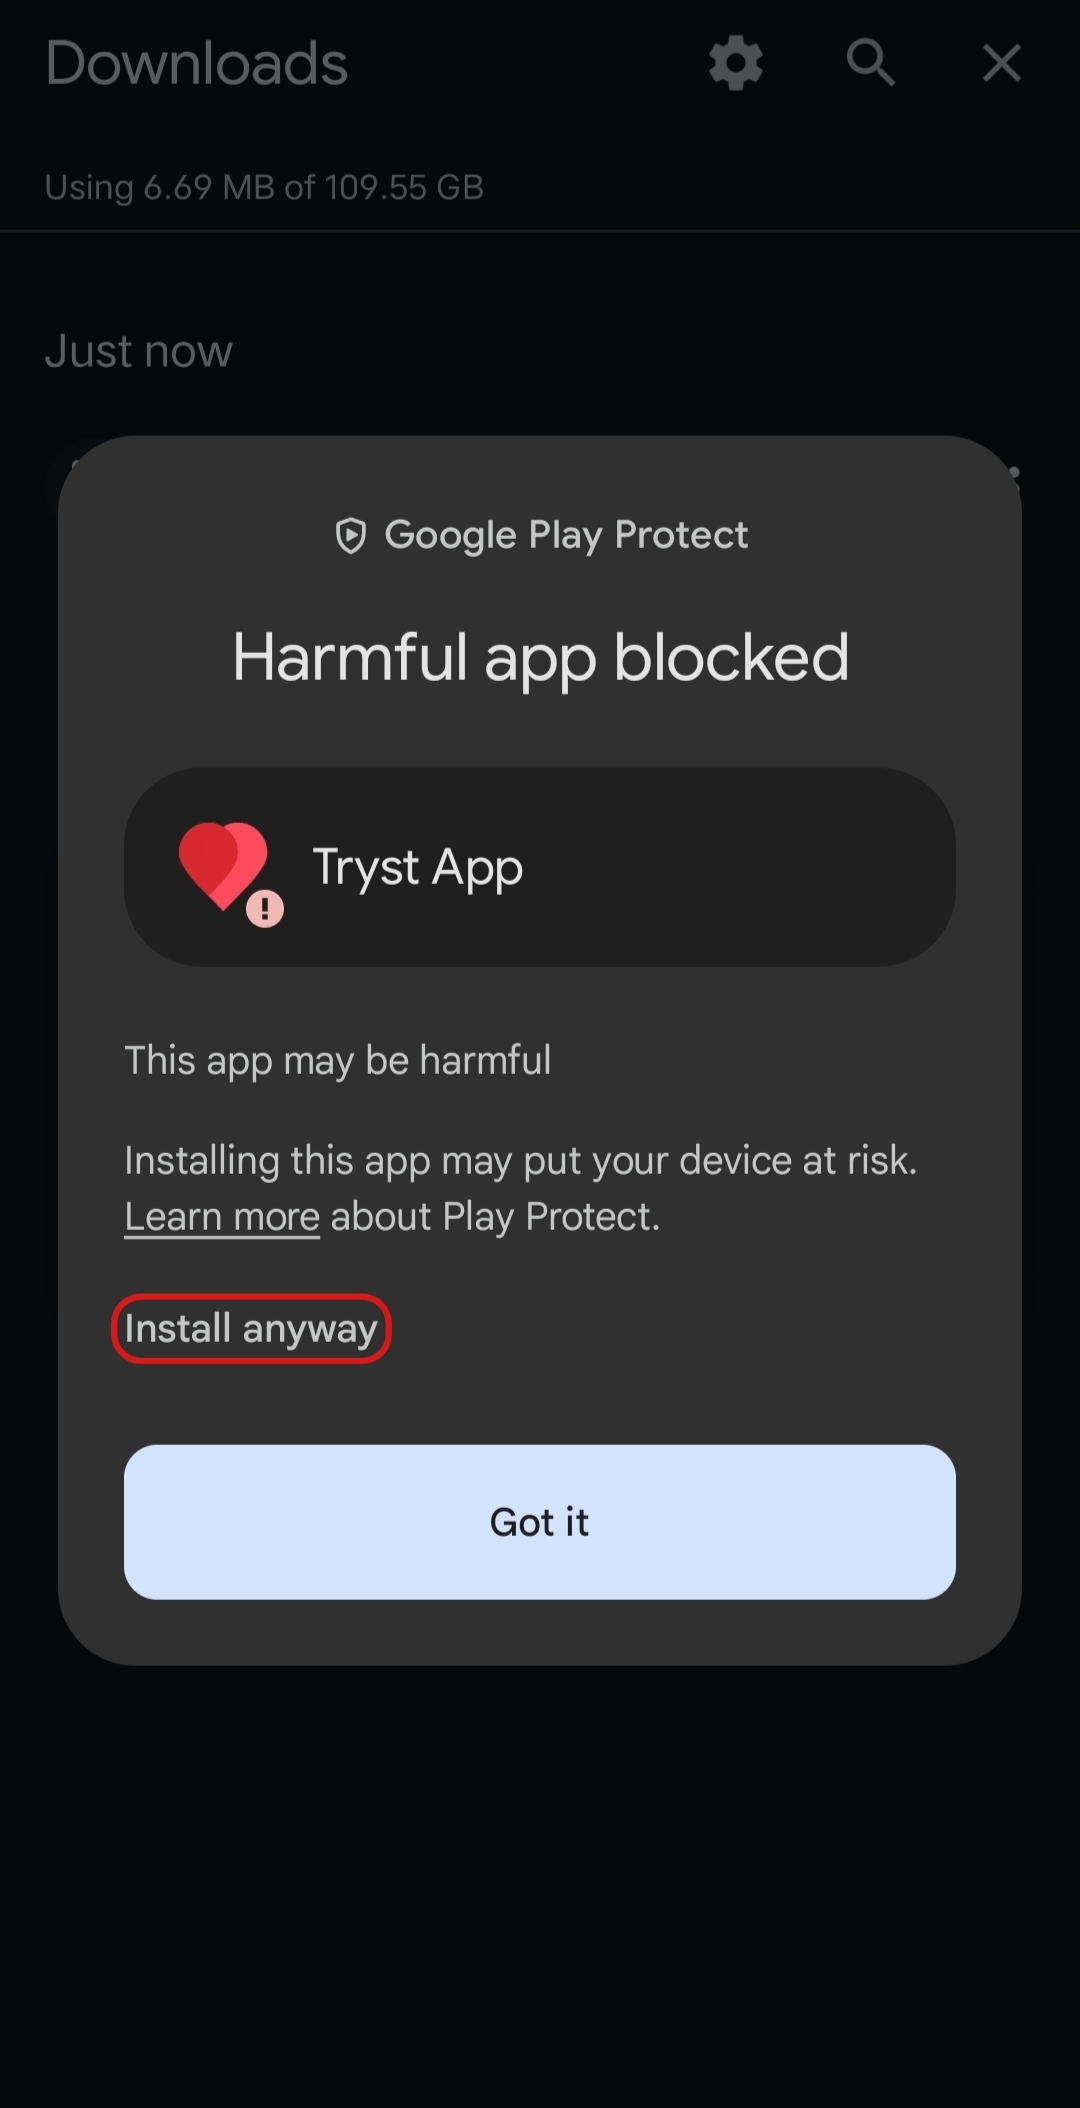 Downloads
Using 6.69 MB of 109.55 GB
Just now
Google Play Protect
Harmful app blocked
Tryst App
This app may be harmful
Installing this app may put your device at risk.
Learn more about Play Protect.
Install anyway
Got it